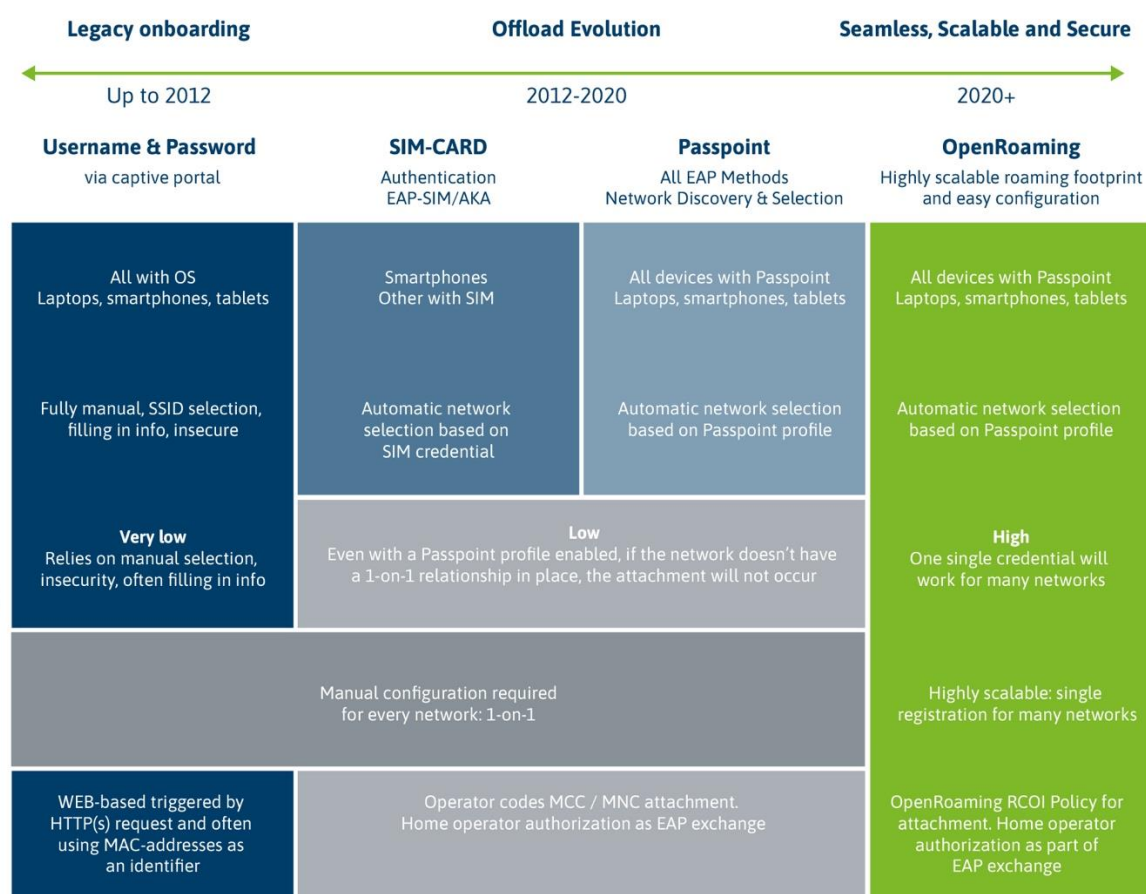 Legacy onboarding
Offload Evolution
Seamless, Scalable and Secure
Up to 2012
2012-2020
2020+
Username & Password
via captive portal
SIM-CARD
Authentication
EAP-SIM/AKA
Passpoint
All EAP Methods
Network Discovery & Selection
OpenRoaming
Highly scalable roaming footprint
and easy configuration
All with OS
Laptops, smartphones, tablets
Smartphones
Other with SIM
All devices with Passpoint
Laptops, smartphones, tablets
All devices with Passpoint
Laptops, smartphones, tablets
Fully manual, SSID selection,
filling in info, insecure
Automatic network
selection based on
SIM credential
Automatic network selection
based on Passpoint profile
Automatic network selection
based on Passpoint profile
Very low
Relies on manual selection,
insecurity, often filling in info
Low
Even with a Passpoint profile enabled, if the network doesn't have
a 1-on-1 relationship in place, the attachment will not occur
High
One single credential will
work for many networks
Manual configuration required
for every network: 1-on-1
Highly scalable: single
registration for many networks
WEB-based triggered by
HTTP(s) request and often
using MAC-addresses as
an identifier
Operator codes MCC / MNC attachment.
Home operator authorization as EAP exchange
OpenRoaming RCOI Policy for
attachment. Home operator
authorization as part of
EAP exchange